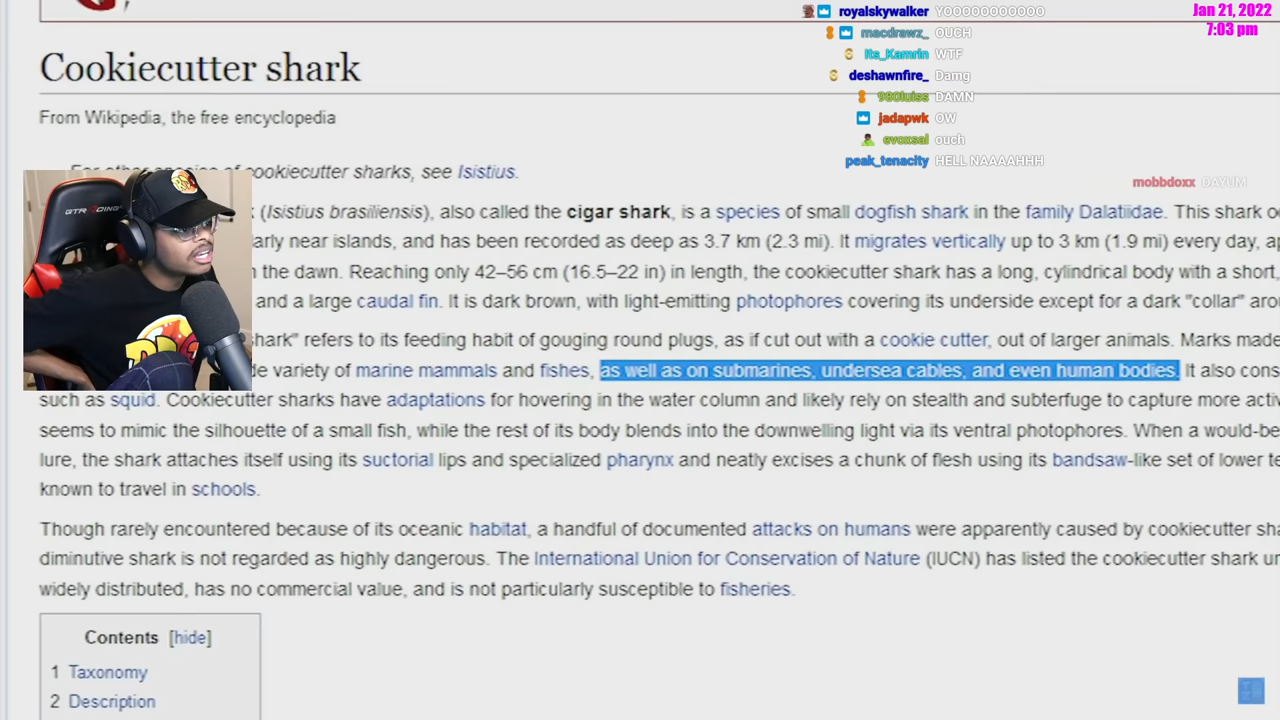 royalskywalker YOOOOOOOOOOO
macdrawz_ OUCH
Its_Kamrin WTF
deshawnfire_ Damg
980luiss DAMN
jadapwk OW
evoxsal ouch
peak_tenacity HELL NAAAAHHH
mobbdoxx DAYUM
Jan 21, 2022
7:03 pm
Cookiecutter shark
From Wikipedia, the free encyclopedia
For other species of cookiecutter sharks, see Isistius.
(Isistius brasiliensis), also called the cigar shark, is a species of small dogfish shark in the family Dalatiidae. This shark
near islands, and has been recorded as deep as 3.7 km (2.3 mi). It migrates vertically up to 3 km (1.9 mi) every day,
the dawn. Reaching only 42–56 cm (16.5–22 in) in length, the cookiecutter shark has a long, cylindrical body with a short,
and a large caudal fin. It is dark brown, with light-emitting photophores covering its underside except for a dark "collar"
shark" refers to its feeding habit of gouging round plugs, as if cut out with a cookie cutter, out of larger animals. Marks made
variety of marine mammals and fishes, as well as on submarines, undersea cables, and even human bodies. It also
such as squid. Cookiecutter sharks have adaptations for hovering in the water column and likely rely on stealth and subterfuge to capture more
seems to mimic the silhouette of a small fish, while the rest of its body blends into the downwelling light via its ventral photophores. When a would-be
lure, the shark attaches itself using its suctorial lips and specialized pharynx and neatly excises a chunk of flesh using its bandsaw-like set of lower
known to travel in schools.
Though rarely encountered because of its oceanic habitat, a handful of documented attacks on humans were apparently caused by cookiecutter
diminutive shark is not regarded as highly dangerous. The International Union for Conservation of Nature (IUCN) has listed the cookiecutter shark
widely distributed, has no commercial value, and is not particularly susceptible to fisheries.
Contents [hide]
1 Taxonomy
2 Description
GTR